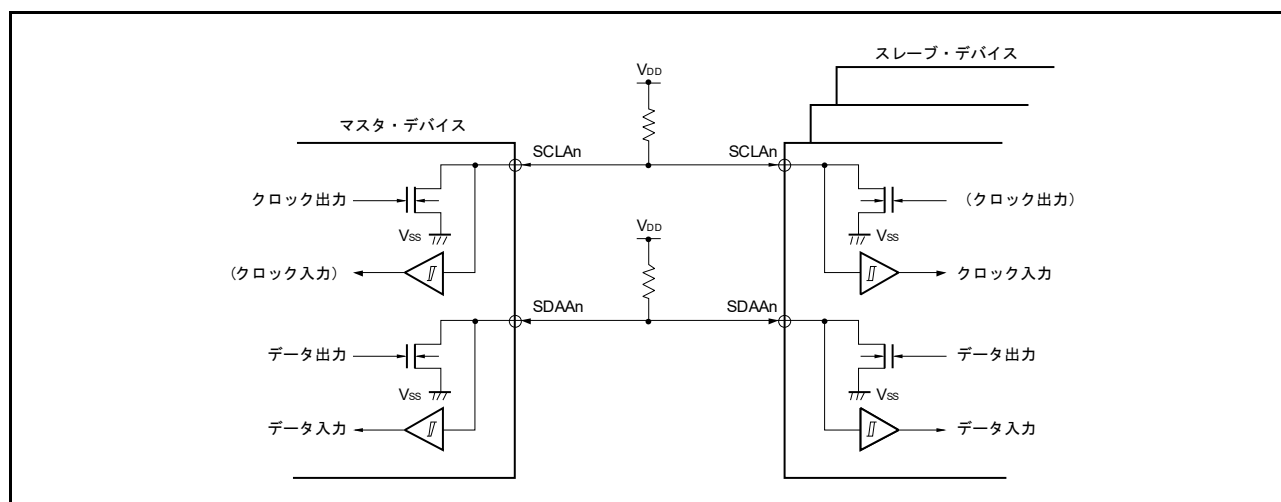 スレーブ・デバイス
VDD
マスタ・デバイス
SCLAn
SCLAn
クロック出力
(クロック出力)
VSS
VSS
VDD
(クロック入力)
クロック入力
SDAAn
SDAAn
データ出力
データ出力
VSS
VSS
データ入力
データ入力